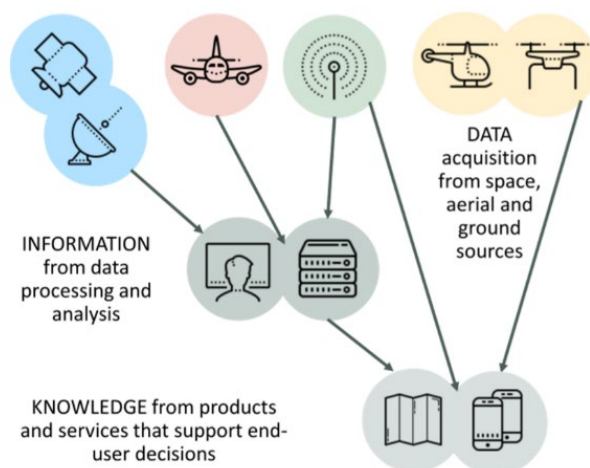 DATA
acquisition
from space,
aerial and
ground
sources
INFORMATION
from data
processing and
analysis
KNOWLEDGE from products
and services that support end-
user decisions